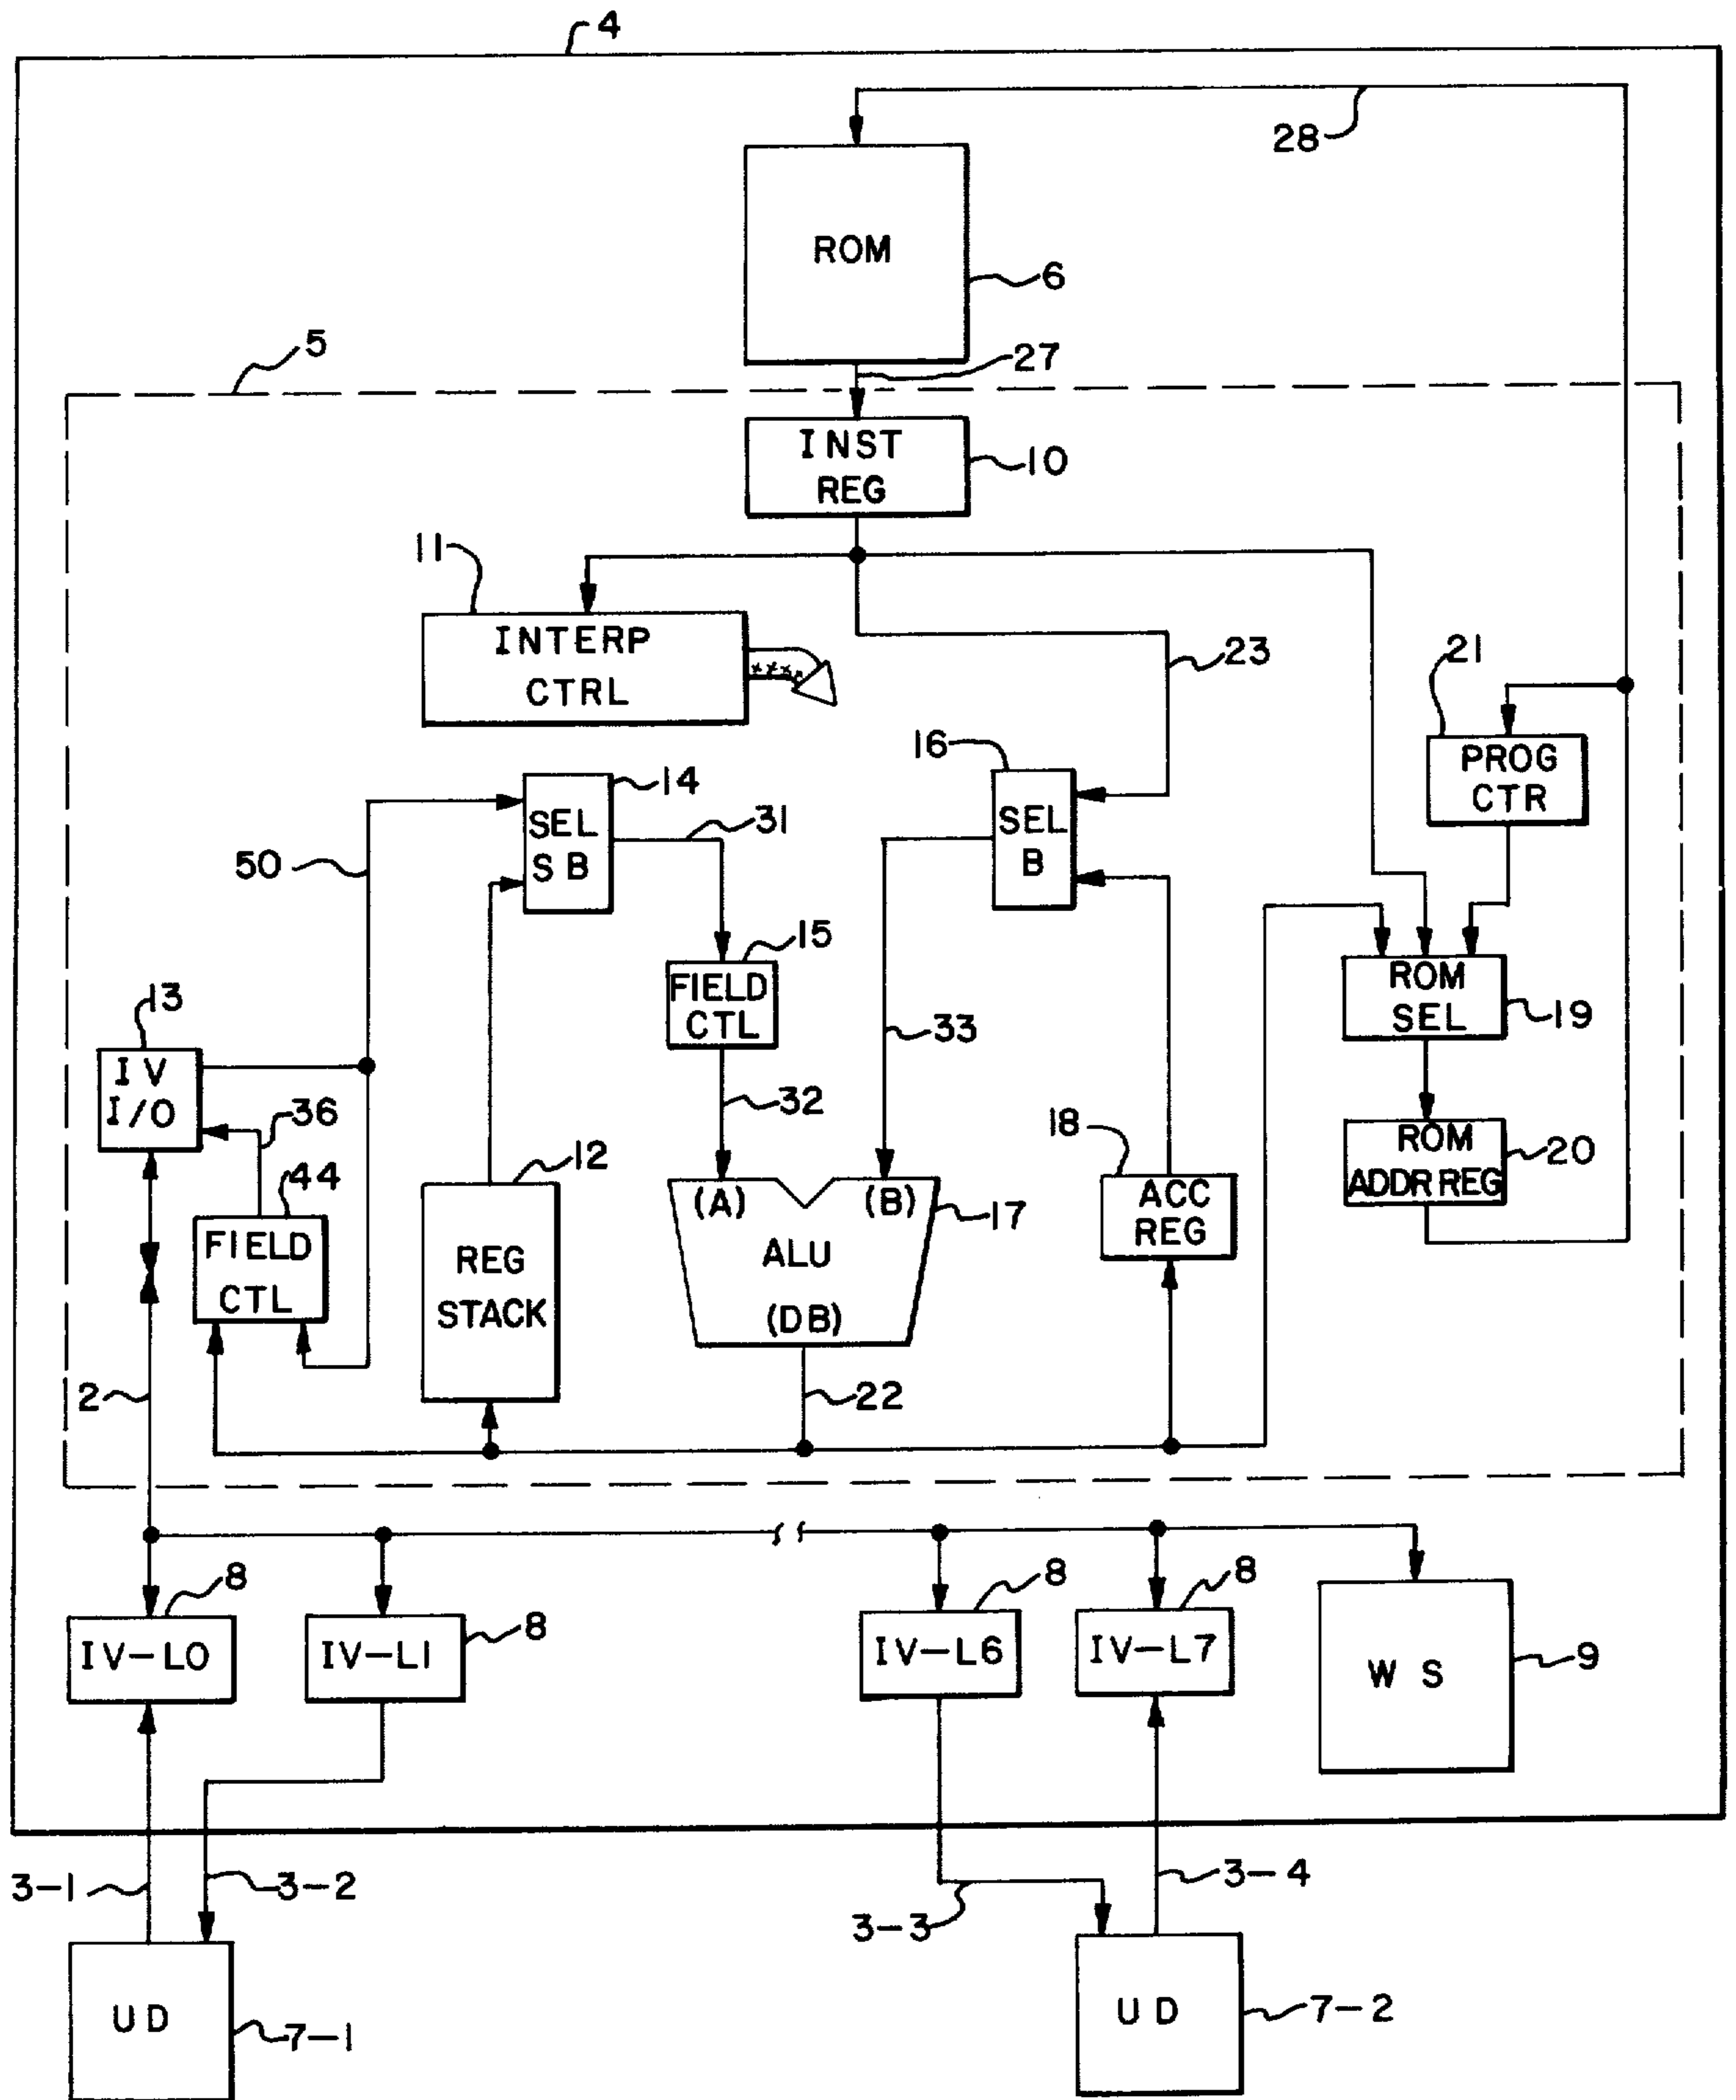 4
28
ROM
6
5
27
INST
REG
10
11
INTERP
CTRL
23
21
PROG
CTR
14
SEL
SB
31
16
SEL
B
50
15
FIELD
CTL
33
ROM
SEL
19
13
IV
I/O
36
32
44
FIELD
CTL
12
REG
STACK
(A)
(B)
ALU
(DB)
17
18
ACC
REG
ROM
ADDR REG
20
2
22
8
IV-L0
8
IV-L1
8
IV-L6
8
IV-L7
WS
9
3-1
3-2
3-3
3-4
UD
7-1
UD
7-2